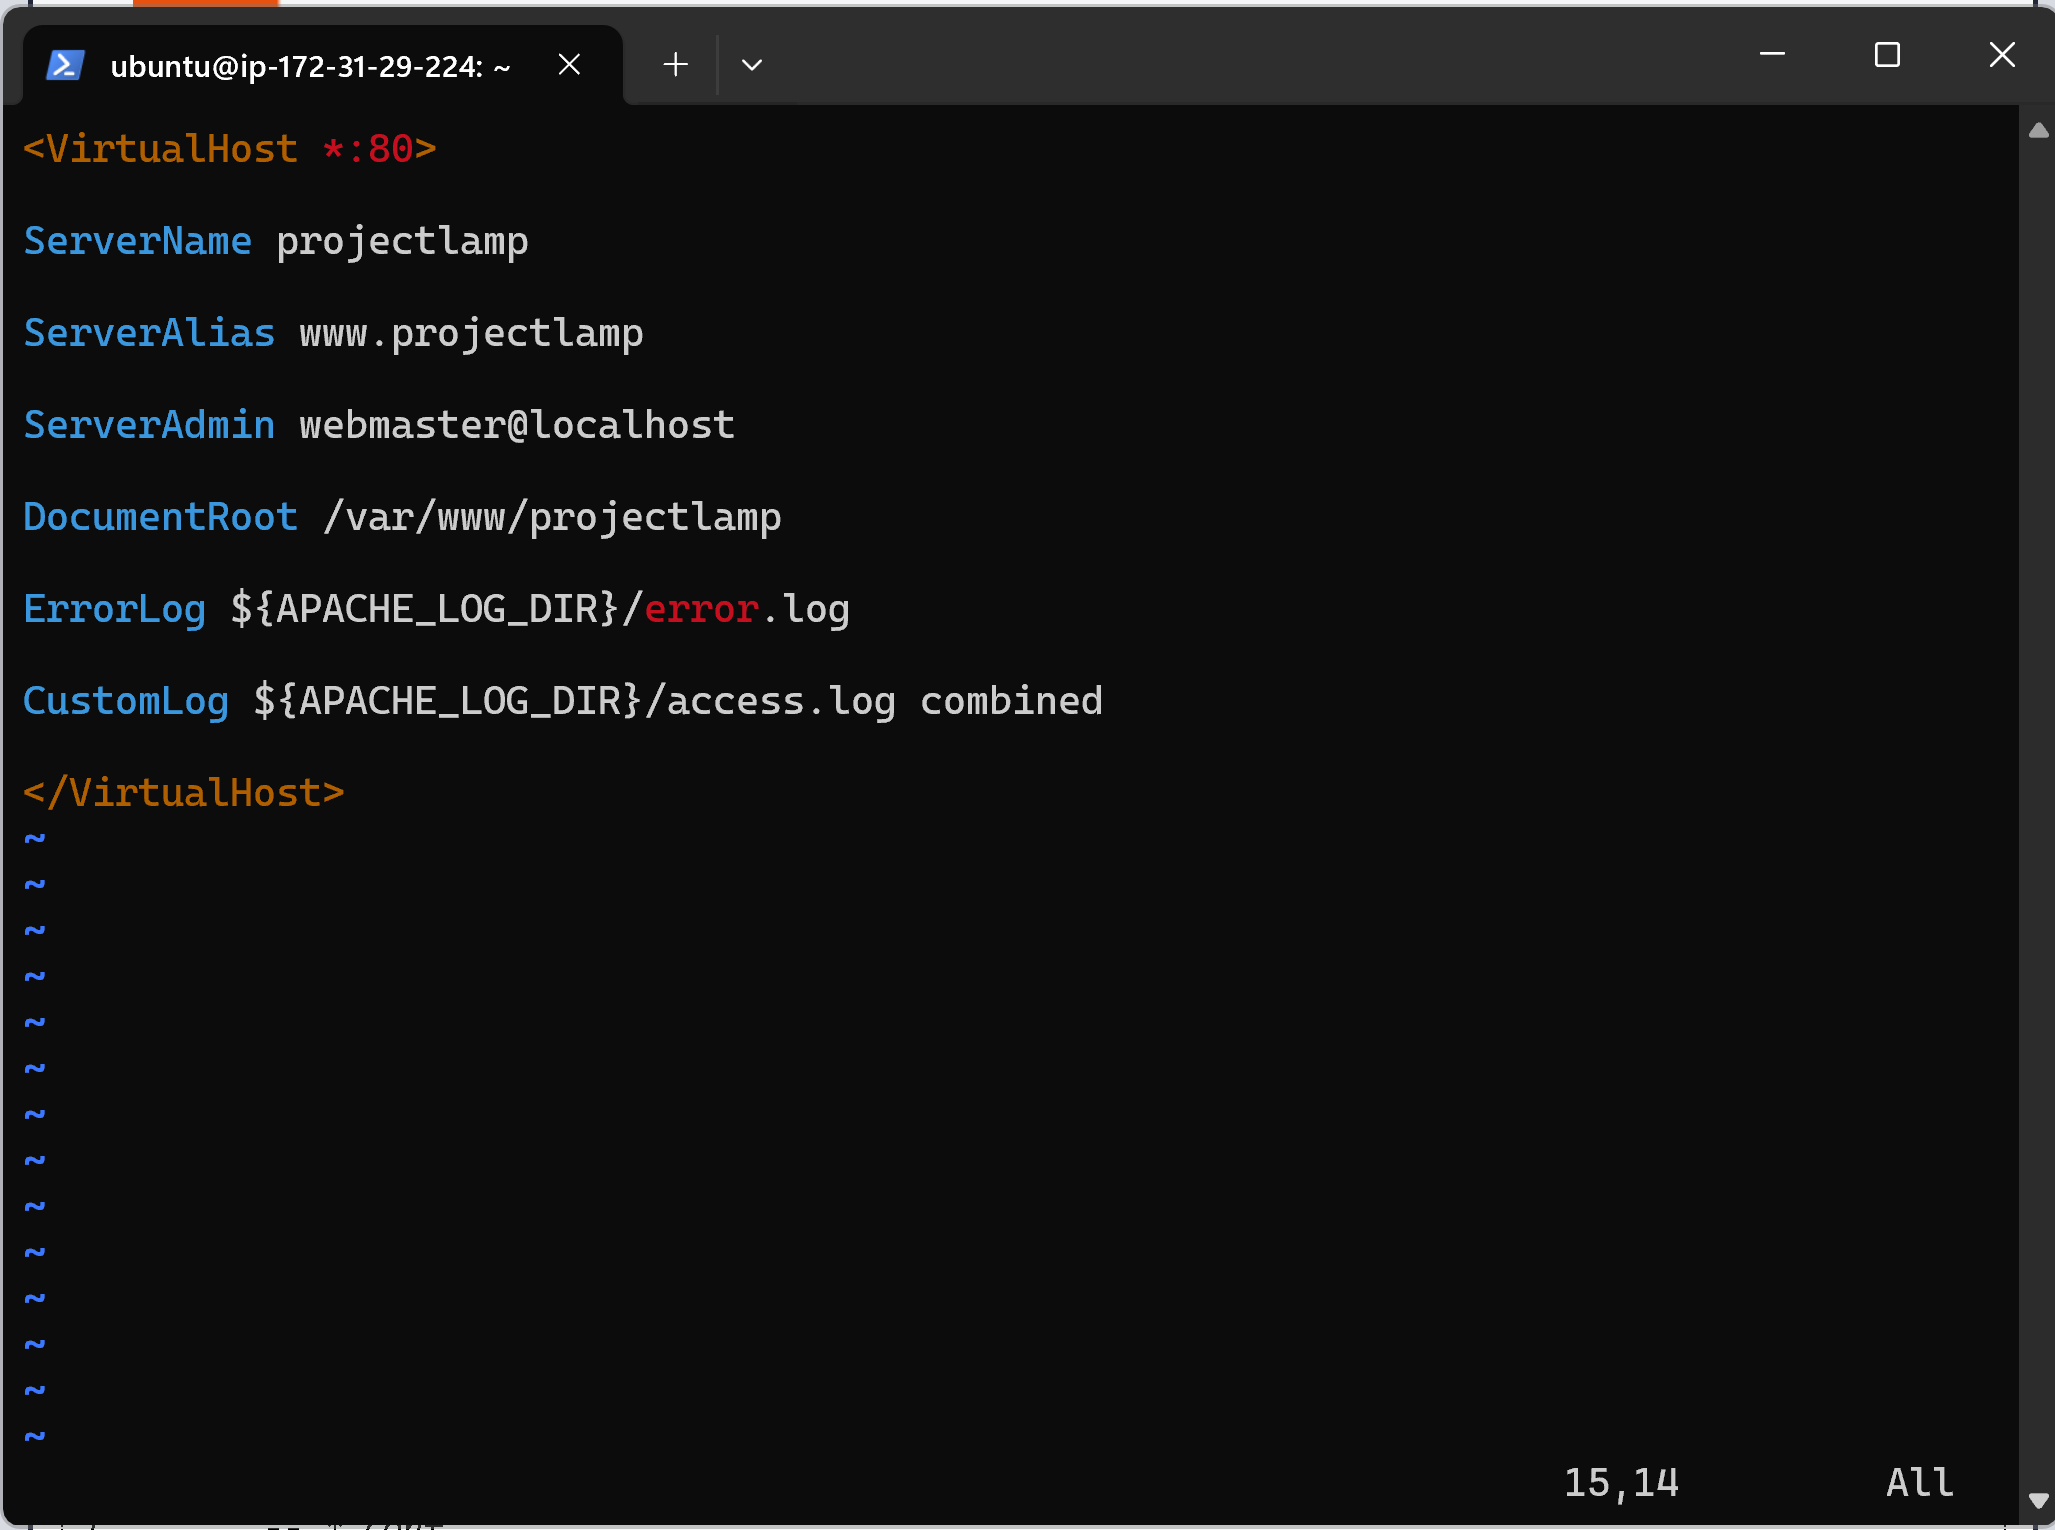 ubuntu@ip-172-31-29-224: ~
<VirtualHost *:80>
ServerName projectlamp
ServerAlias www.projectlamp
ServerAdmin webmaster@localhost
DocumentRoot /var/www/projectlamp
ErrorLog ${APACHE_LOG_DIR}/error.log
CustomLog ${APACHE_LOG_DIR}/access.log combined
</VirtualHost>
~
~
~
~
~
~
~
~
~
~
~
~
~
~
15,14 All